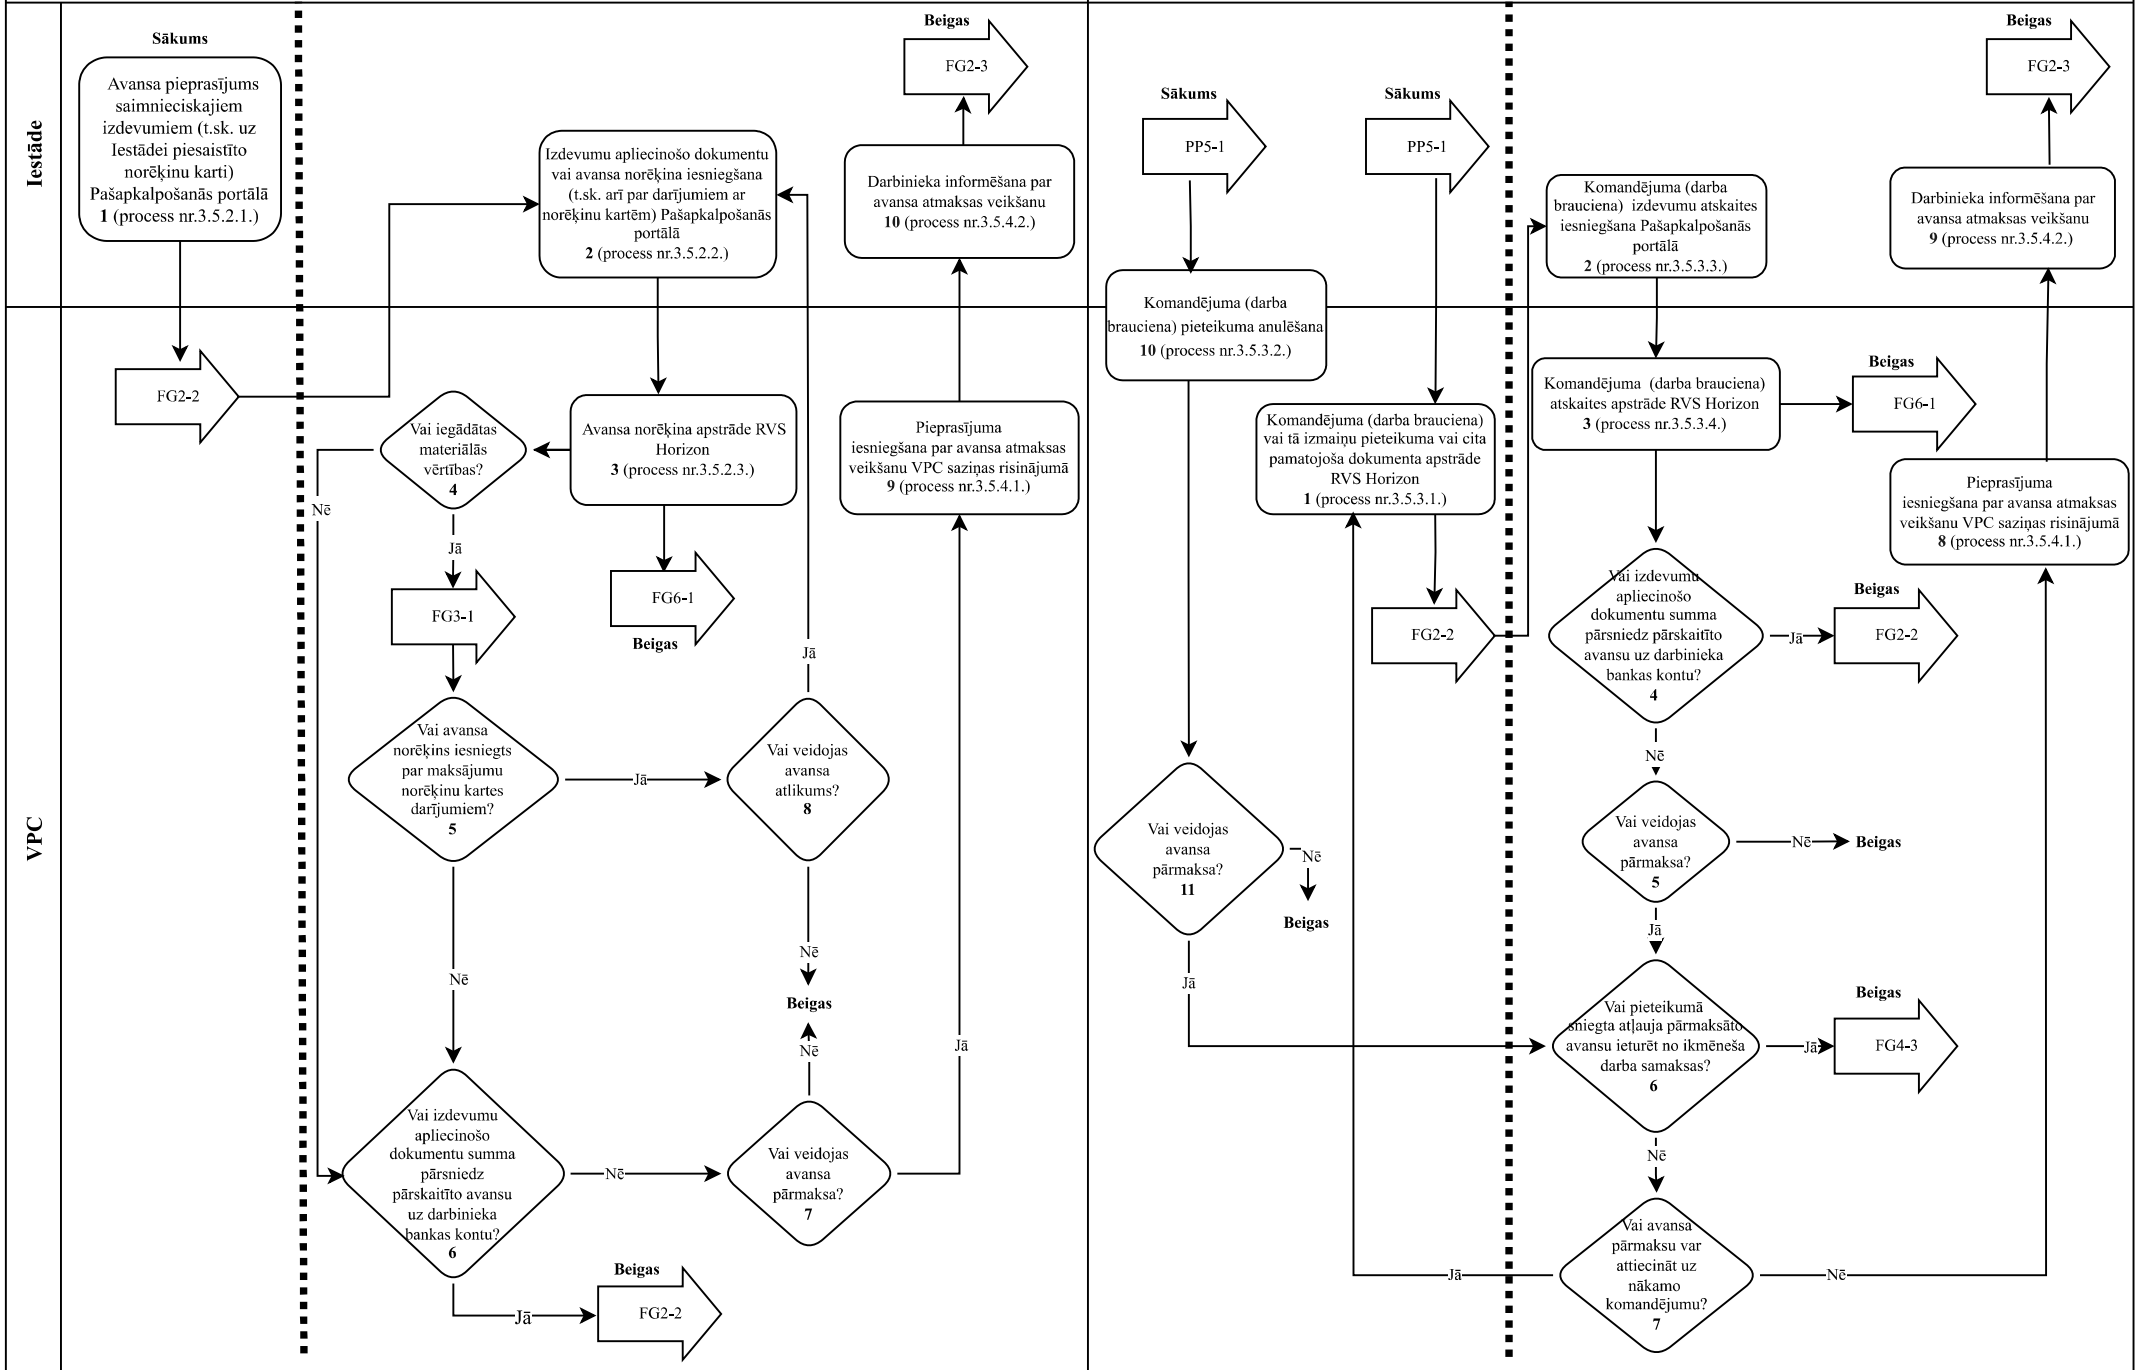 Iestāde
VPC
Sākums
Avansa pieprasījums
saimnieciskajiem
izdevumiem (t.sk. uz
Iestādei piesaistīto
norēķinu karti)
Pašapkalpošanās portālā
1 (process nr.3.5.2.1.)
FG2-2
Izdevumu apliecinošo dokumentu
vai avansa norēķina iesniegšana
(t.sk. arī par darījumiem ar
norēķinu kartēm) Pašapkalpošanās
portālā
2 (process nr.3.5.2.2.)
Avansa norēķina apstrāde RVS
Horizon
3 (process nr.3.5.2.3.)
FG6-1
Beigas
Vai iegādātas
materiālās
vērtības?
4
Nē
Jā
FG3-1
Vai avansa
norēķins iesniegts
par maksājumu
norēķinu kartes
darījumiem?
5
Jā
Nē
Vai izdevumu
apliecinošo
dokumentu summa
pārsniedz
pārskaitīto avansu
uz darbinieka
bankas kontu?
6
Nē
Jā
Beigas
FG2-2
Vai veidojas
avansa
pārmaksa?
7
Nē
Jā
Beigas
Vai veidojas
avansa
atlikums?
8
Jā
Nē
Pieprasījuma
iesniegšana par avansa atmaksas
veikšanu VPC saziņas risinājumā
9 (process nr.3.5.4.1.)
Darbinieka informēšana par
avansa atmaksas veikšanu
10 (process nr.3.5.4.2.)
Beigas
FG2-3
Sākums
PP5-1
Komandējuma (darba
brauciena) pieteikuma anulēšana
10 (process nr.3.5.3.2.)
Vai veidojas
avansa
pārmaksa?
11
Nē
Beigas
Jā
Sākums
PP5-1
Komandējuma (darba brauciena)
vai tā izmaiņu pieteikuma vai cita
pamatojoša dokumenta apstrāde
RVS Horizon
1 (process nr.3.5.3.1.)
FG2-2
Komandējuma (darba
brauciena) izdevumu atskaites
iesniegšana Pašapkalpošanās
portālā
2 (process nr.3.5.3.3.)
Komandējuma (darba brauciena)
atskaites apstrāde RVS Horizon
3 (process nr.3.5.3.4.)
Beigas
FG6-1
Vai izdevumu
apliecinošo
dokumentu summa
pārsniedz pārskaitīto
avansu uz darbinieka
bankas kontu?
4
Jā
Beigas
FG2-2
Nē
Vai veidojas
avansa
pārmaksa?
5
Nē
Beigas
Jā
Vai pieteikumā
sniegta atļauja pārmaksāto
avansu ieturēt no ikmēneša
darba samaksas?
6
Jā
Beigas
FG4-3
Nē
Vai avansa
pārmaksu var
attiecināt uz
nākamo
komandējumu?
7
Jā
Nē
Pieprasījuma
iesniegšana par avansa atmaksas
veikšanu VPC saziņas risinājumā
8 (process nr.3.5.4.1.)
Darbinieka informēšana par
avansa atmaksas veikšanu
9 (process nr.3.5.4.2.)
Beigas
FG2-3